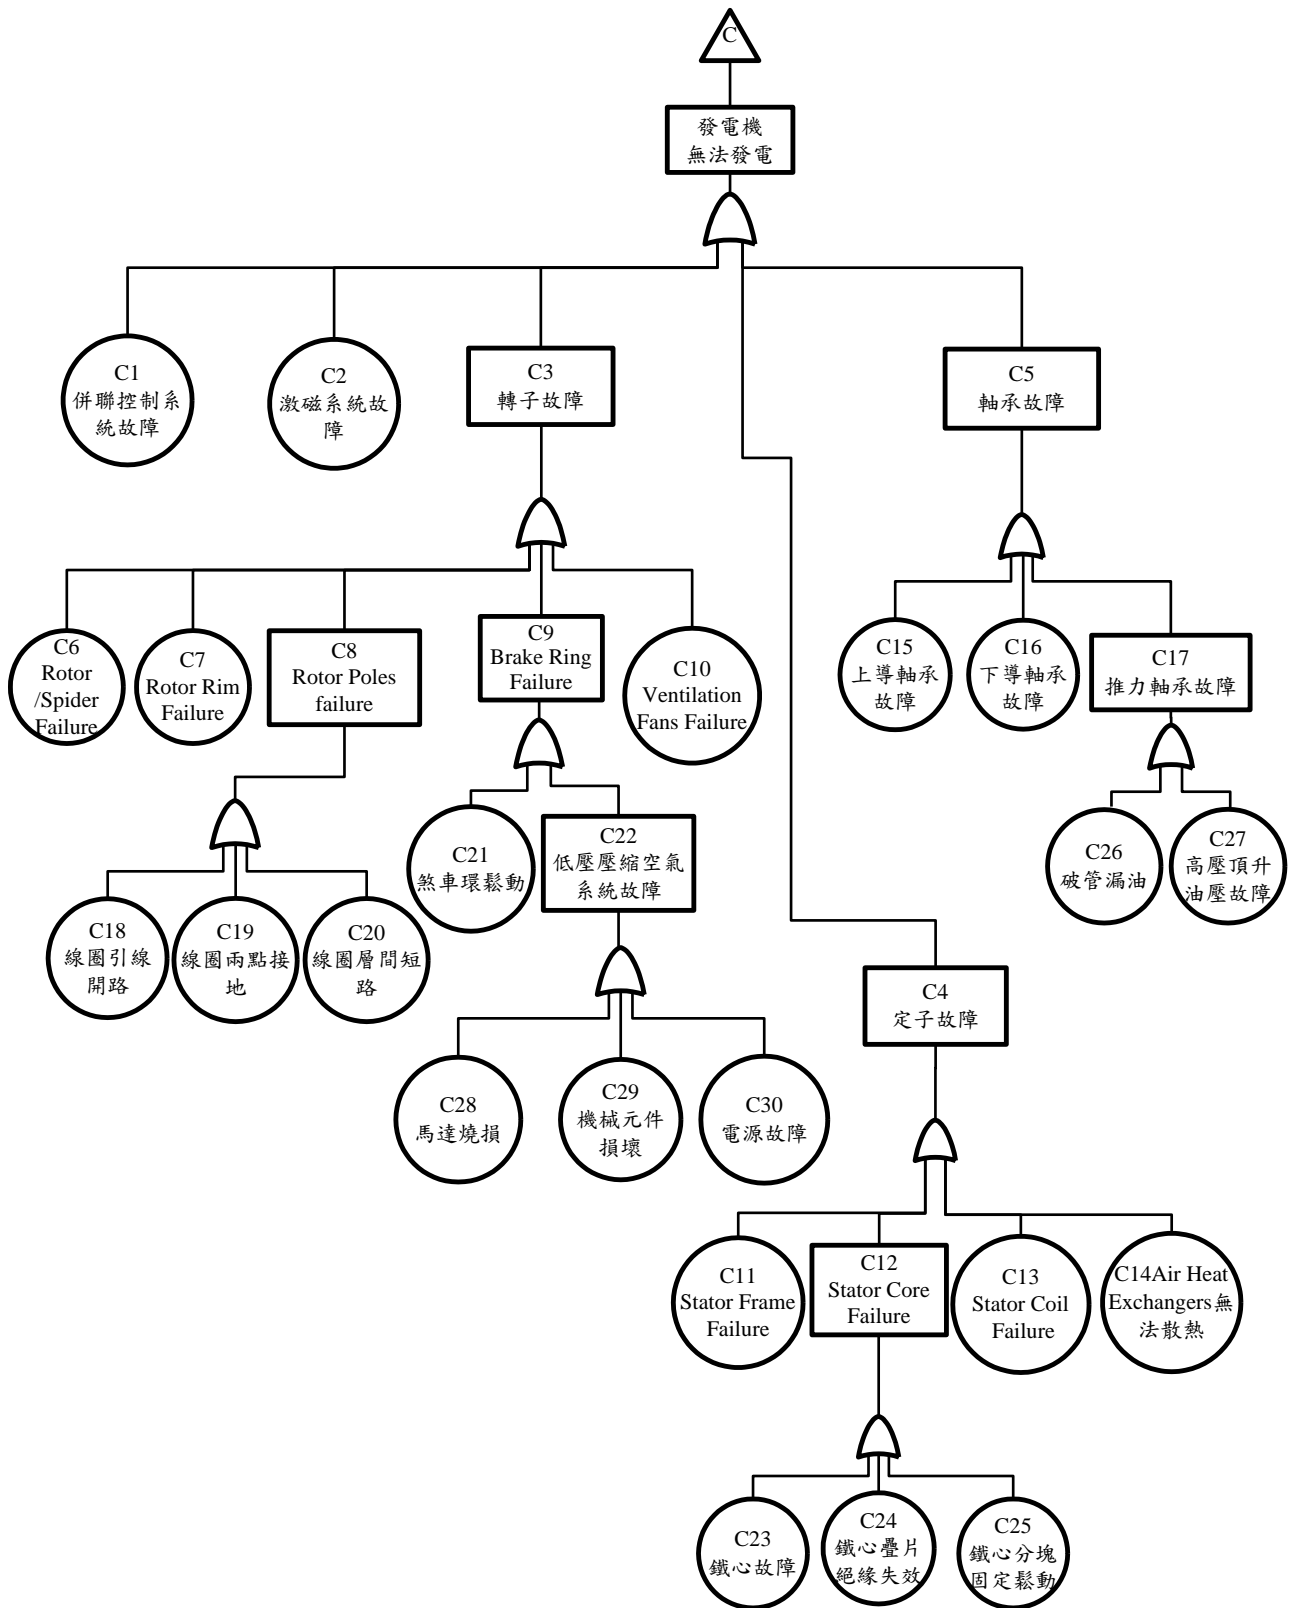 C
發電機
無法發電
C1
併聯控制系
統故障
C2
激磁系統故
障
C3
轉子故障
C5
軸承故障
C6
Rotor
/Spider
Failure
C7
Rotor Rim
Failure
C8
Rotor Poles
failure
C9
Brake Ring
Failure
C10
Ventilation
Fans Failure
C15
上導軸承
故障
C16
下導軸承
故障
C17
推力軸承故障
C18
線圈引線
開路
C19
線圈兩點接
地
C20
線圈層間短
路
C21
煞車環鬆動
C22
低壓壓縮空氣
系統故障
C26
破管漏油
C27
高壓頂升
油壓故障
C4
定子故障
C28
馬達燒損
C29
機械元件
損壞
C30
電源故障
C11
Stator Frame
Failure
C12
Stator Core
Failure
C13
Stator Coil
Failure
C14Air Heat
Exchangers無
法散熱
C23
鐵心故障
C24
鐵心疊片
絕緣失效
C25
鐵心分塊
固定鬆動